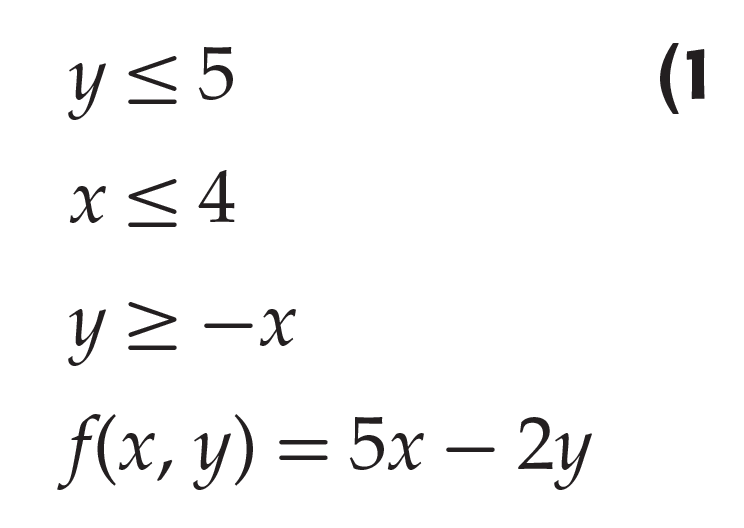 y ≤ 5 (1
x ≤ 4
y ≥ −x
f(x, y) = 5x − 2y